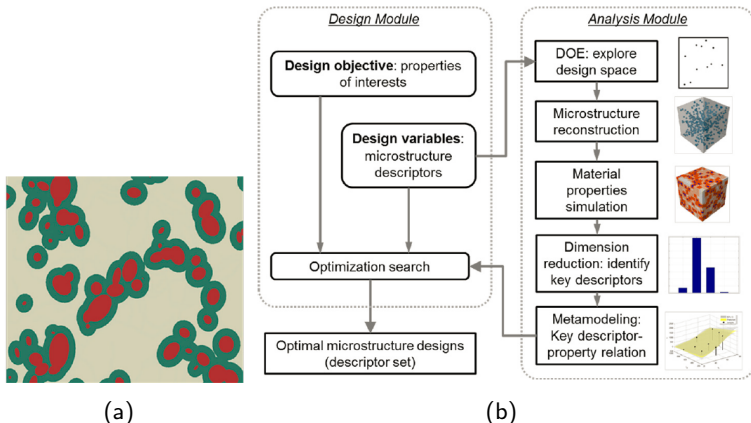 Design Module
Design objective: properties
of interests
Design variables:
microstructure
descriptors
Optimization search
Optimal microstructure designs
(descriptor set)
Analysis Module
DOE: explore
design space
Microstructure
reconstruction
Material
properties
simulation
Dimension
reduction: identify
key descriptors
Metamodeling:
Key descriptor-
property relation
(a)
(b)